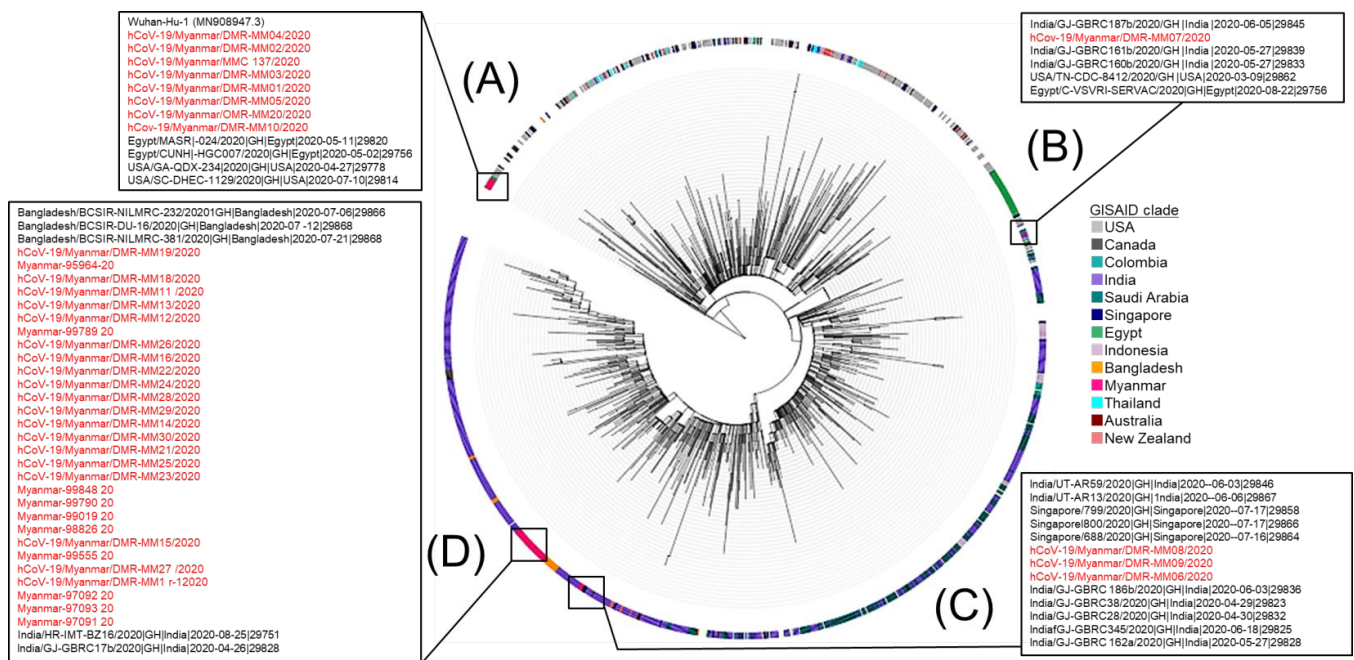 Wuhan-Hu-1 (MN908947.3)
hCoV-19/Myanmar/DMR-MM04/2020
hCoV-19/Myanmar/DMR-MM02/2020
hCoV-19/Myanmar/MMC 137/2020
hCoV-19/Myanmar/DMR-MM03/2020
hCoV-19/Myanmar/DMR-MM01/2020
hCoV-19/Myanmar/DMR-MM05/2020
hCoV-19/Myanmar/OMR-MM20/2020
hCov-19/Myanmar/DMR-MM10/2020
Egypt/MASR|-024/2020|GH|Egypt|2020-05-11|29820
Egypt/CUNH|-HGC007/2020|GH|Egypt|2020-05-02|29756
USA/GA-QDX-234|2020|GH|USA|2020-04-27|29778
USA/SC-DHEC-1129/2020|GH|USA|2020-07-10|29814
(A)
India/GJ-GBRC187b/2020/GH|India|2020-06-05|29845
hCov-19/Myanmar/DMR-MM07/2020
India/GJ-GBRC161b/2020/GH|India|2020-05-27|29839
India/GJ-GBRC160b/2020/GH|India|2020-05-27|29833
USA/TN-CDC-8412/2020/GH|USA|2020-03-09|29862
Egypt/C-VSVRI-SERVAC/2020|GH|Egypt|2020-08-22|29756
(B)
GISAID clade
USA
Canada
Colombia
India
Saudi Arabia
Singapore
Egypt
Indonesia
Bangladesh
Myanmar
Thailand
Australia
New Zealand
Bangladesh/BCSIR-NILMRC-232/20201GH|Bangladesh|2020-07-06|29866
Bangladesh/BCSIR-DU-16/2020|GH|Bangladesh|2020-07 -12|29868
Bangladesh/BCSIR-NILMRC-381/2020|GH|Bangladesh|2020-07-21|29868
hCoV-19/Myanmar/DMR-MM19/2020
Myanmar-95964-20
hCoV-19/Myanmar/DMR-MM18/2020
hCoV-19/Myanmar/DMR-MM11 /2020
hCoV-19/Myanmar/DMR-MM13/2020
hCoV-19/Myanmar/DMR-MM12/2020
Myanmar-99789 20
hCoV-19/Myanmar/DMR-MM26/2020
hCoV-19/Myanmar/DMR-MM16/2020
hCoV-19/Myanmar/DMR-MM22/2020
hCoV-19/Myanmar/DMR-MM24/2020
hCoV-19/Myanmar/DMR-MM28/2020
hCoV-19/Myanmar/DMR-MM29/2020
hCoV-19/Myanmar/DMR-MM14/2020
hCoV-19/Myanmar/DMR-MM30/2020
hCoV-19/Myanmar/DMR-MM21/2020
hCoV-19/Myanmar/DMR-MM25/2020
hCoV-19/Myanmar/DMR-MM23/2020
Myanmar-99848 20
Myanmar-99790 20
Myanmar-99019 20
Myanmar-98826 20
hCoV-19/Myanmar/DMR-MM15/2020
Myanmar-99555 20
hCoV-19/Myanmar/DMR-MM27 /2020
hCoV-19/Myanmar/DMR-MM1 r-12020
Myanmar-97092 20
Myanmar-97093 20
Myanmar-97091 20
India/HR-IMT-BZ16/2020|GH|India|2020-08-25|29751
India/GJ-GBRC17b/2020|GH|India|2020-04-26|29828
(D)
India/UT-AR59/2020|GH|India|2020--06-03|29846
India/UT-AR13/2020|GH|1ndia|2020--06-06|29867
Singapore/799/2020|GH|Singapore|2020--07-17|29858
Singaporel800/2020|GH|Singapore|2020--07-17|29866
Singapore/688/2020|GH|Singapore|2020--07-16|29864
hCoV-19/Myanmar/DMR-MM08/2020
hCoV-19/Myanmar/DMR-MM09/2020
hCoV-19/Myanmar/DMR-MM06/2020
India/GJ-GBRC 186b/2020|GH|India|2020-06-03|29836
India/GJ-GBRC38/2020|GH|India|2020-04-29|29823
India/GJ-GBRC28/2020|GH|India|2020-04-30|29832
IndiafGJ-GBRC345/2020|GH|India|2020-06-18|29825
India/GJ-GBRC 162a/2020|GH|India|2020-05-27|29828
(C)